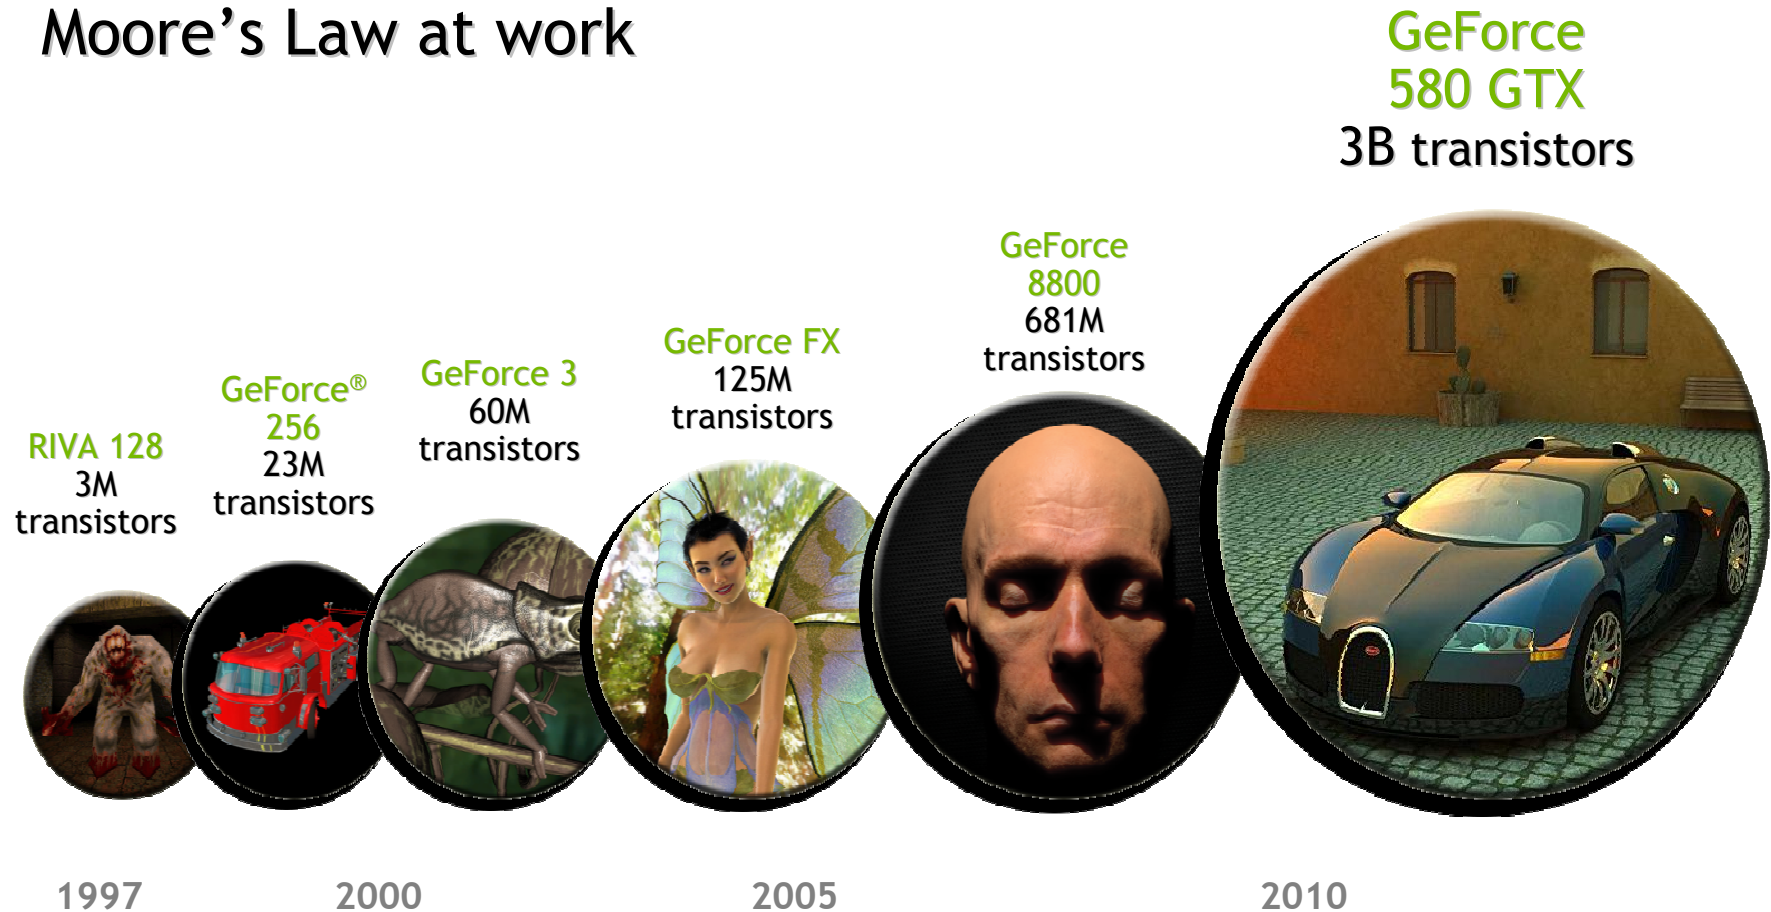 Moore's Law at work
RIVA 128
3M
transistors
GeForce®
256
23M
transistors
GeForce 3
60M
transistors
GeForce FX
125M
transistors
GeForce
8800
681M
transistors
GeForce
580 GTX
3B transistors
1997
2000
2005
2010